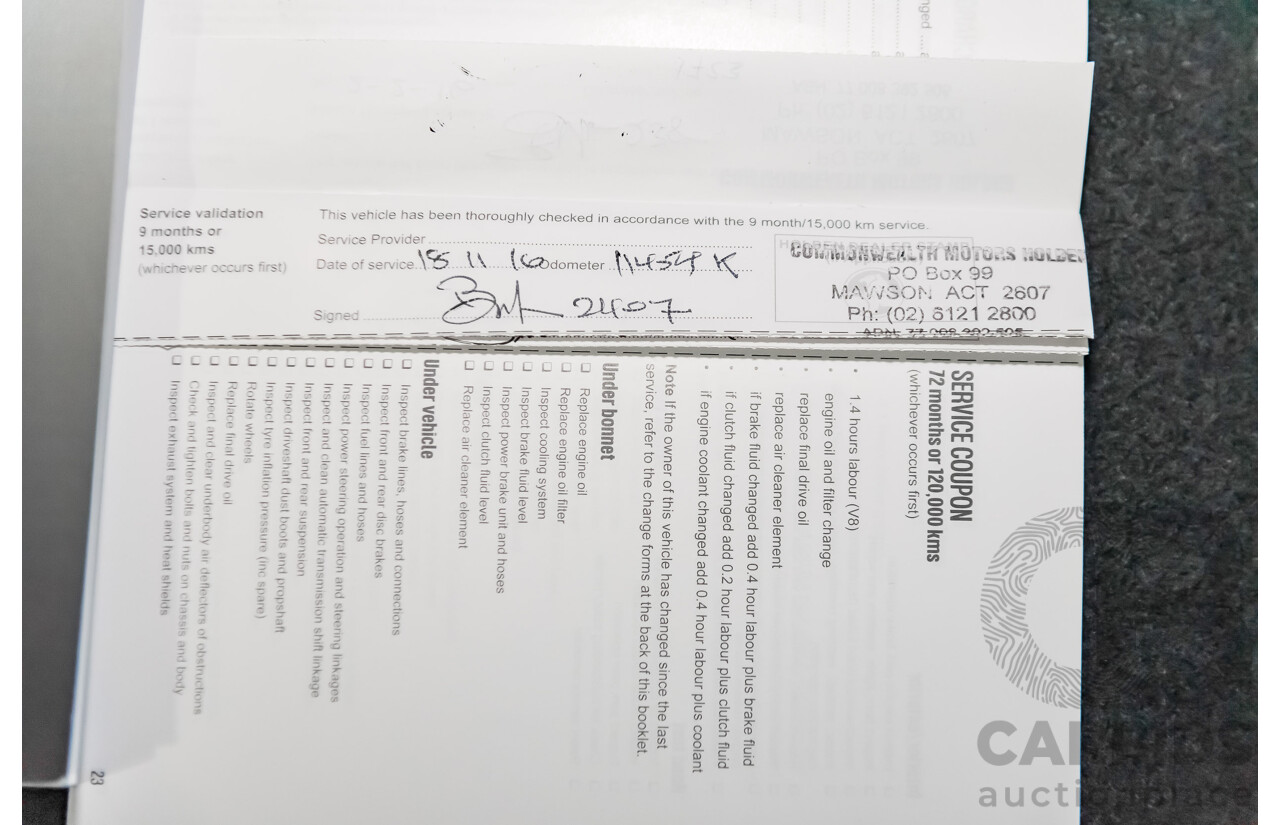 Service validation
9 months or
15,000 kms
(whichever occurs first)
This vehicle has been thoroughly checked in accordance with the 9 month/15,000 km service.
Service Provider
Date of service 18 11 16 Odometer 11454 K
Signed 2407
COMMONWEALTH MOTORS HOLDEN
PO Box 99
MAWSON ACT 2607
Ph: (02) 6121 2800
SERVICE COUPON
72 months or 120,000 kms
(whichever occurs first)
• 1.4 hours labour (V8)
• engine oil and filter change
• replace final drive oil
• replace air cleaner element
• if brake fluid changed add 0.4 hour labour plus brake fluid
• if clutch fluid changed add 0.2 hour labour plus clutch fluid
• if engine coolant changed add 0.4 hour labour plus coolant
Note If the owner of this vehicle has changed since the last
service, refer to the change forms at the back of this booklet.
Under bonnet
❑ Replace engine oil
❑ Replace engine oil filter
❑ Inspect cooling system
❑ Inspect brake fluid level
❑ Inspect power brake unit and hoses
❑ Inspect clutch fluid level
❑ Replace air cleaner element
Under vehicle
❑ Inspect brake lines, hoses and connections
❑ Inspect front and rear disc brakes
❑ Inspect fuel lines and hoses
❑ Inspect power steering operation and steering linkages
❑ Inspect and clean automatic transmission shift linkage
❑ Inspect front and rear suspension
❑ Inspect driveshaft dust boots and propshaft
❑ Inspect tyre inflation pressure (inc spare)
❑ Rotate wheels
❑ Replace final drive oil
❑ Inspect and clear underbody air deflectors of obstructions
❑ Check and tighten bolts and nuts on chassis and body
❑ Inspect exhaust system and heat shields
23